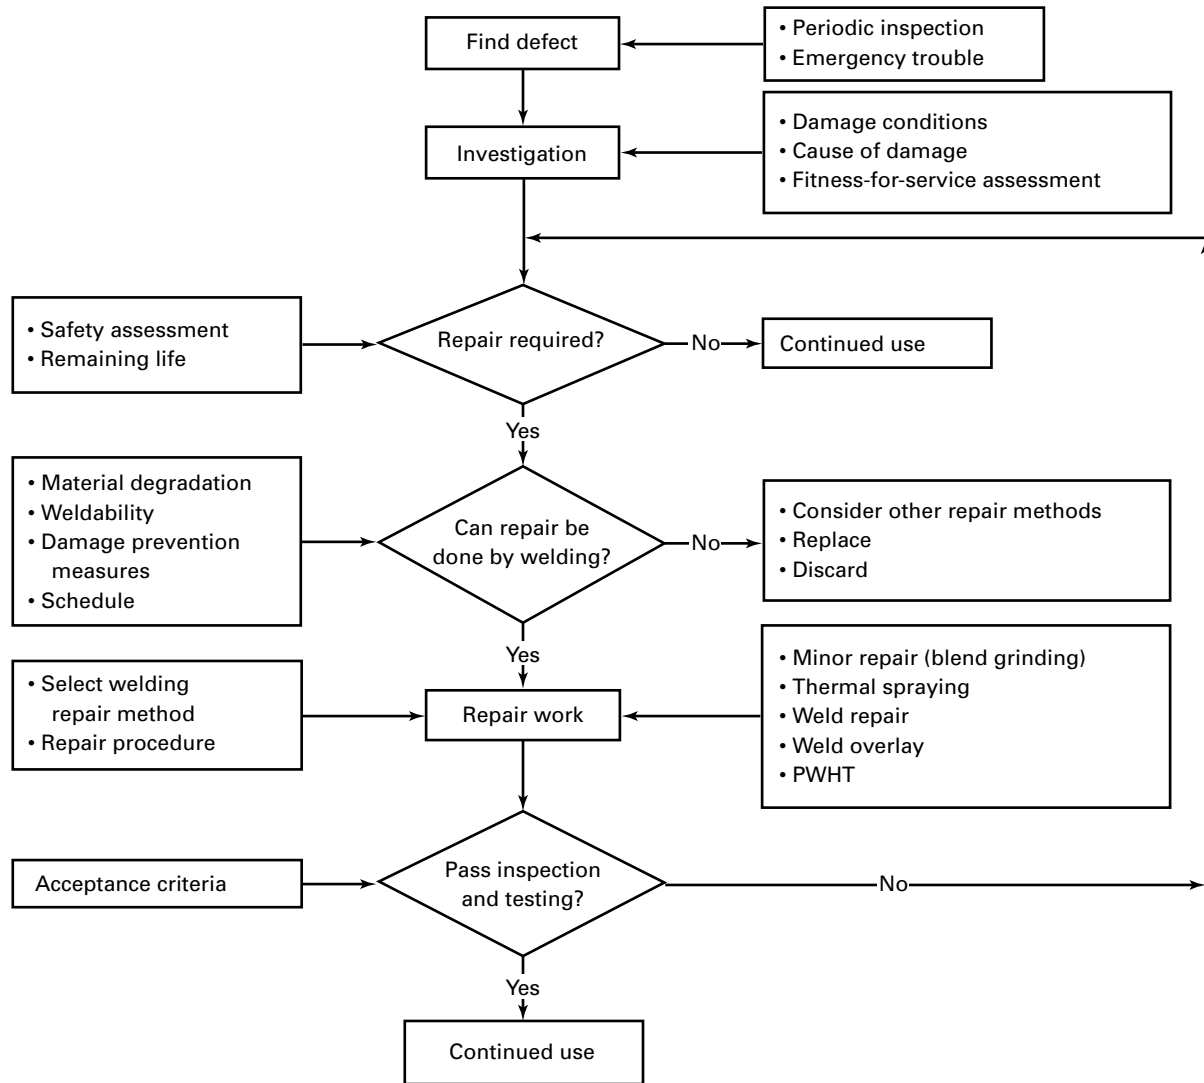 Find defect
• Periodic inspection
• Emergency trouble
Investigation
• Damage conditions
• Cause of damage
• Fitness-for-service assessment
• Safety assessment
• Remaining life
Repair required?
No
Continued use
Yes
• Material degradation
• Weldability
• Damage prevention
measures
• Schedule
Can repair be
done by welding?
No
• Consider other repair methods
• Replace
• Discard
Yes
• Select welding
repair method
• Repair procedure
Repair work
• Minor repair (blend grinding)
• Thermal spraying
• Weld repair
• Weld overlay
• PWHT
Acceptance criteria
Pass inspection
and testing?
No
Yes
Continued use